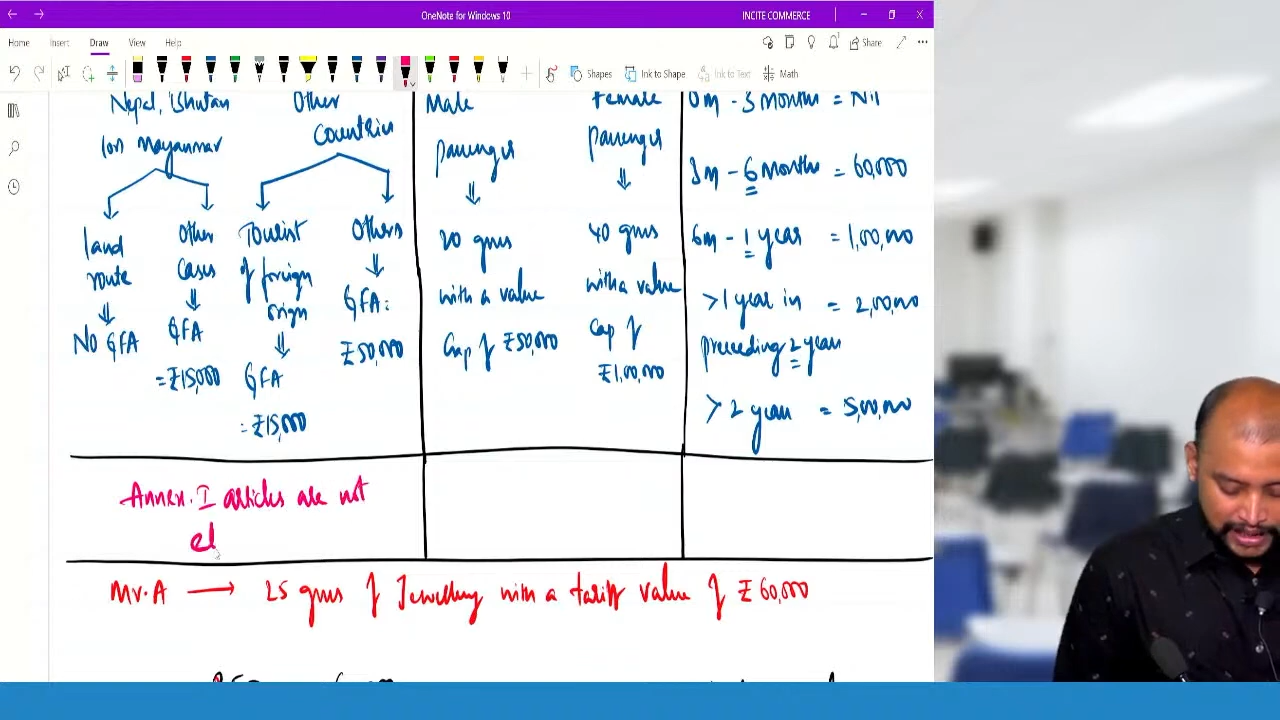 OneNote for Windows 10
INCITE COMMERCE
Home Insert Draw View Help
Share
Shapes
Ink to Shape
Ink to Text
Math
Nepal, Bhutan
(or) Mayanmar
Other
Countries
Male
passenger
Female
passenger
0m - 3 months = Nil
3m - 6 months = 60,000
6m - 1 year = 1,00,000
>1 year in = 2,00,000
preceding 2 year
> 2 year = 5,00,000
land
route
NO GFA
Other
Cases
GFA
= ₹15,000
Tourist
of foreign
origin
GFA
= ₹15,000
Others
GFA:
₹50,000
20 gms
with a value
Cap of ₹50,000
40 gms
with a value
Cap of
₹1,00,000
Annex. I articles are not
el
Mr. A → 25 gms of Jewellery with a tariff value of ₹60,000